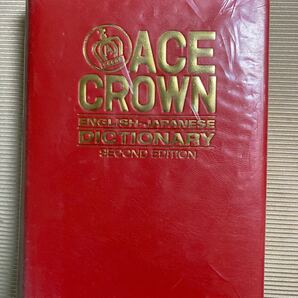 ACE
CROWN
ENGLISH-JAPANESE
DICTIONARY
SECOND EDITION